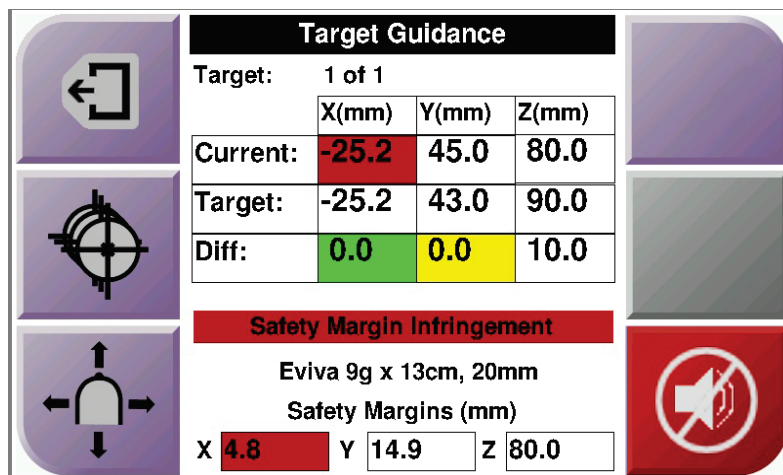 Target Guidance
Target: 1 of 1
X(mm) Y(mm) Z(mm)
Current: -25.2 45.0 80.0
Target: -25.2 43.0 90.0
Diff: 0.0 0.0 10.0
Safety Margin Infringement
Eviva 9g x 13cm, 20mm
Safety Margins (mm)
X 4.8 Y 14.9 Z 80.0